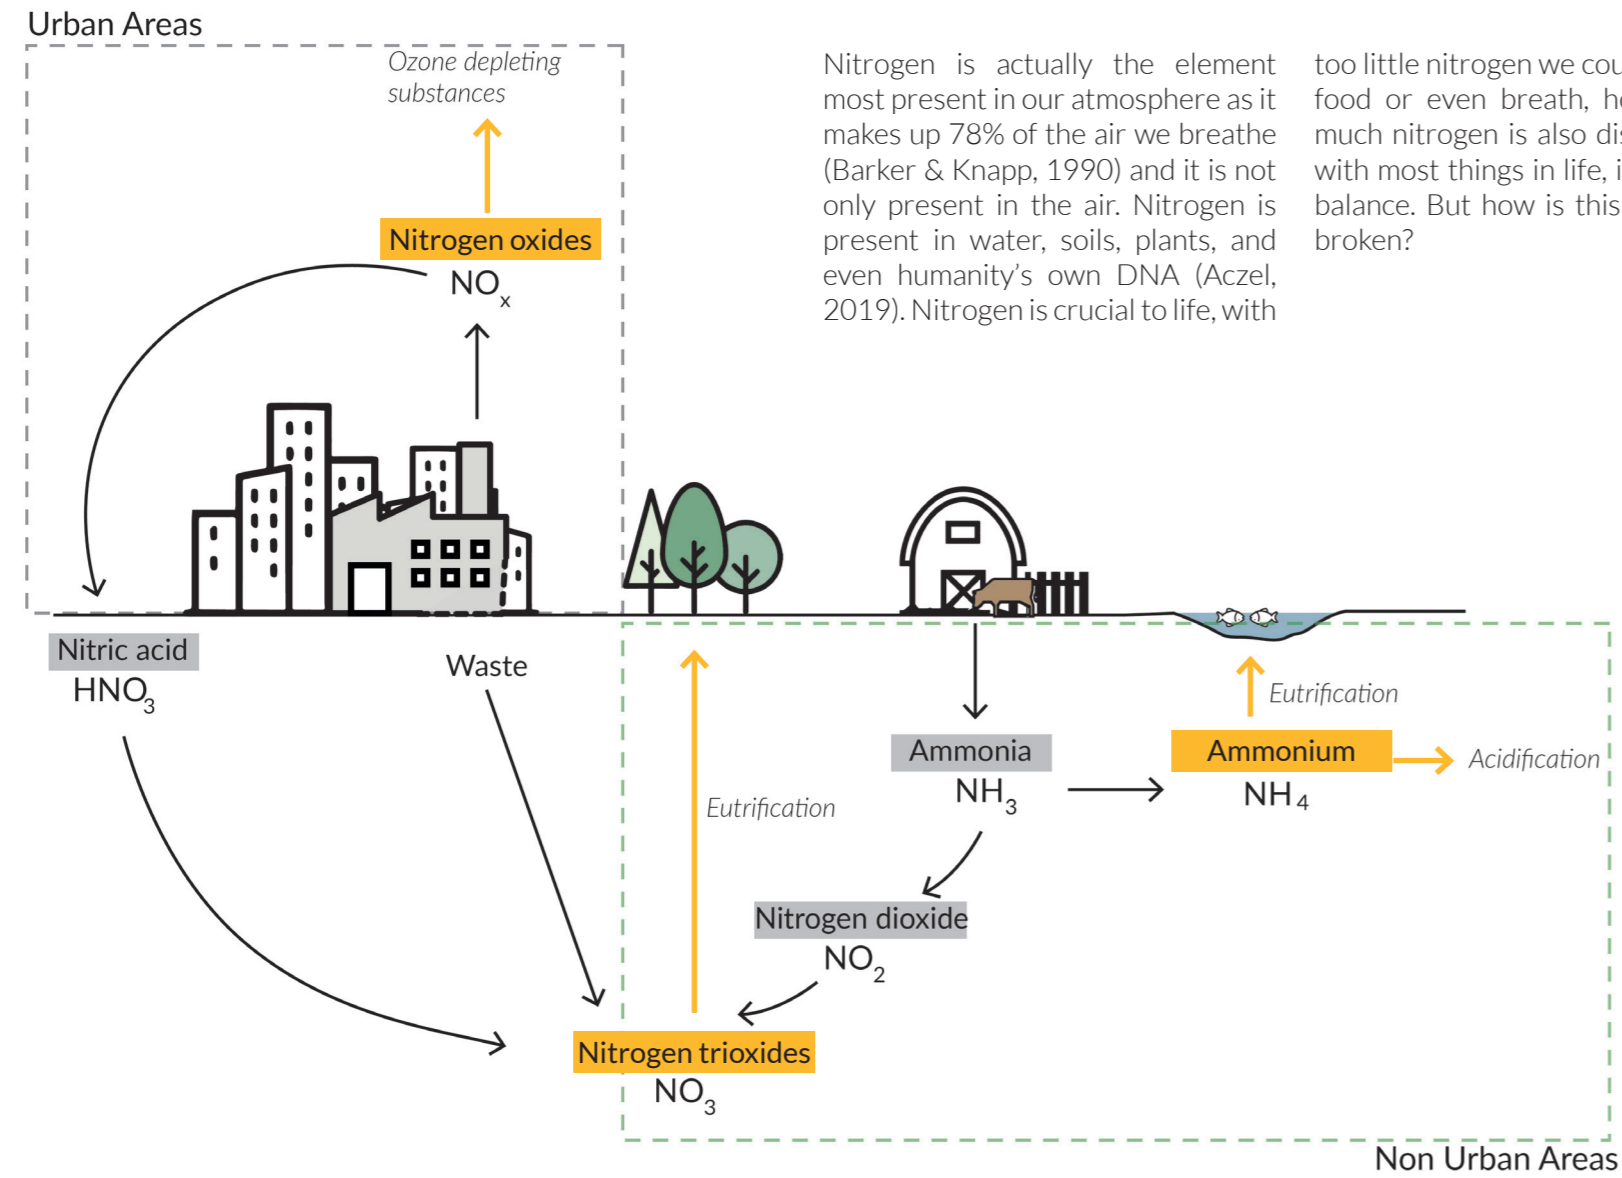 Urban Areas
Ozone depleting
substances
Nitrogen oxides
NOx
Nitrogen is actually the element
most present in our atmosphere as it
makes up 78% of the air we breathe
(Barker & Knapp, 1990) and it is not
only present in the air. Nitrogen is
present in water, soils, plants, and
even humanity's own DNA (Aczel,
2019). Nitrogen is crucial to life, with
too little nitrogen we
food or even breath,
much nitrogen is also
with most things in life,
balance. But how is this
broken?
Nitric acid
HNO3
Waste
Ammonia
NH3
Ammonium
NH4
Eutrification
Acidification
Eutrification
Nitrogen dioxide
NO2
Nitrogen trioxides
NO3
Non Urban Areas